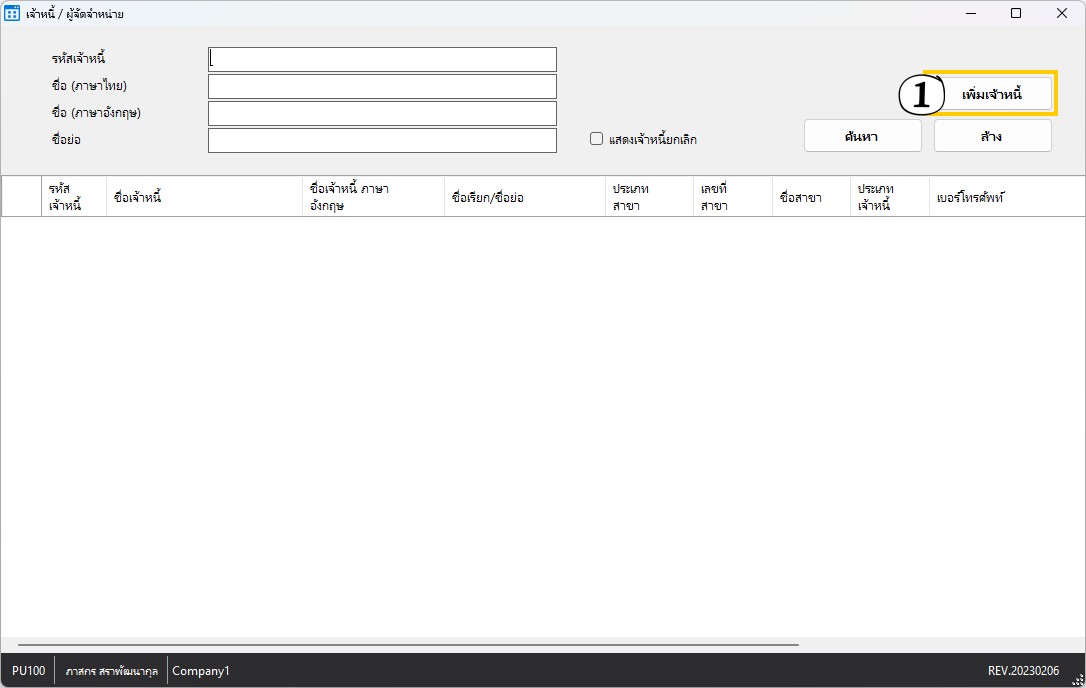 เจ้าหนี้ / ผู้จัดจำหน่าย
รหัสเจ้าหนี้
ชื่อ (ภาษาไทย)
ชื่อ (ภาษาอังกฤษ)
ชื่อย่อ
แสดงเจ้าหนี้ยกเลิก
1
เพิ่มเจ้าหนี้
ค้นหา
ล้าง
รหัส
เจ้าหนี้
ชื่อเจ้าหนี้
ชื่อเจ้าหนี้ ภาษา
อังกฤษ
ชื่อเรียก/ชื่อย่อ
ประเภท
สาขา
เลขที่
สาขา
ชื่อสาขา
ประเภท
เจ้าหนี้
เบอร์โทรศัพท์
PU100
ภาสกร สราพัฒนากุล
Company1
REV.20230206